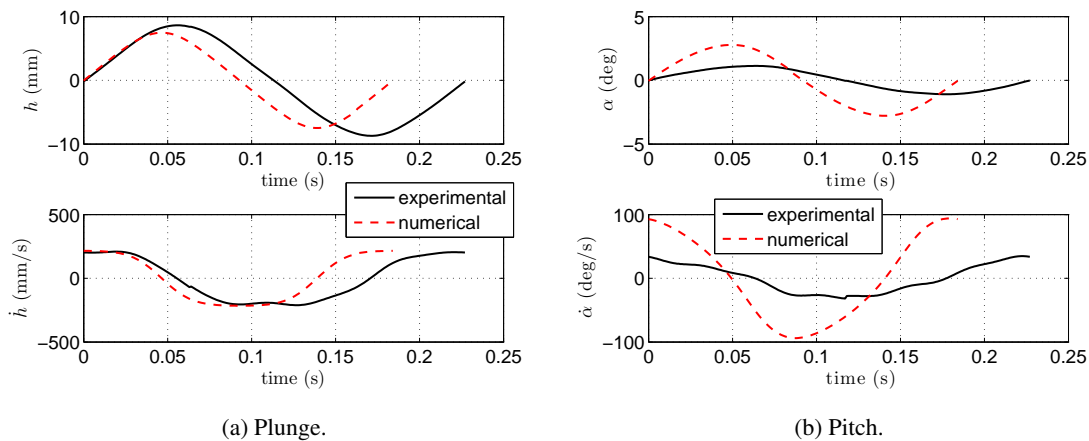 10
0
−10
h (mm)
0 0.05 0.1 0.15 0.2 0.25
time (s)
500
0
−500
ḣ (mm/s)
experimental
numerical
0 0.05 0.1 0.15 0.2 0.25
time (s)
(a) Plunge.
5
0
−5
α (deg)
0 0.05 0.1 0.15 0.2 0.25
time (s)
100
0
−100
α̇ (deg/s)
experimental
numerical
0 0.05 0.1 0.15 0.2 0.25
time (s)
(b) Pitch.